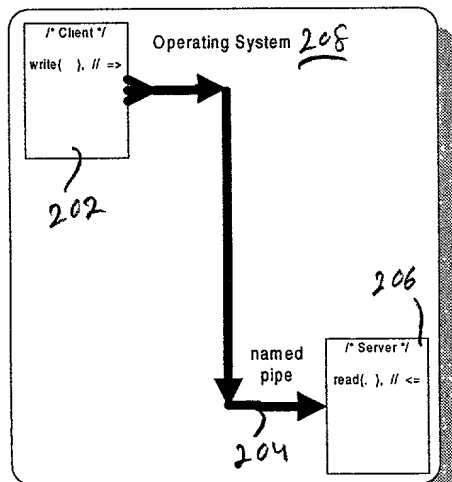 /* Client */
Operating System 208
write( ), // =>
202
206
/* Server */
named
pipe
read(. ), // <=
204